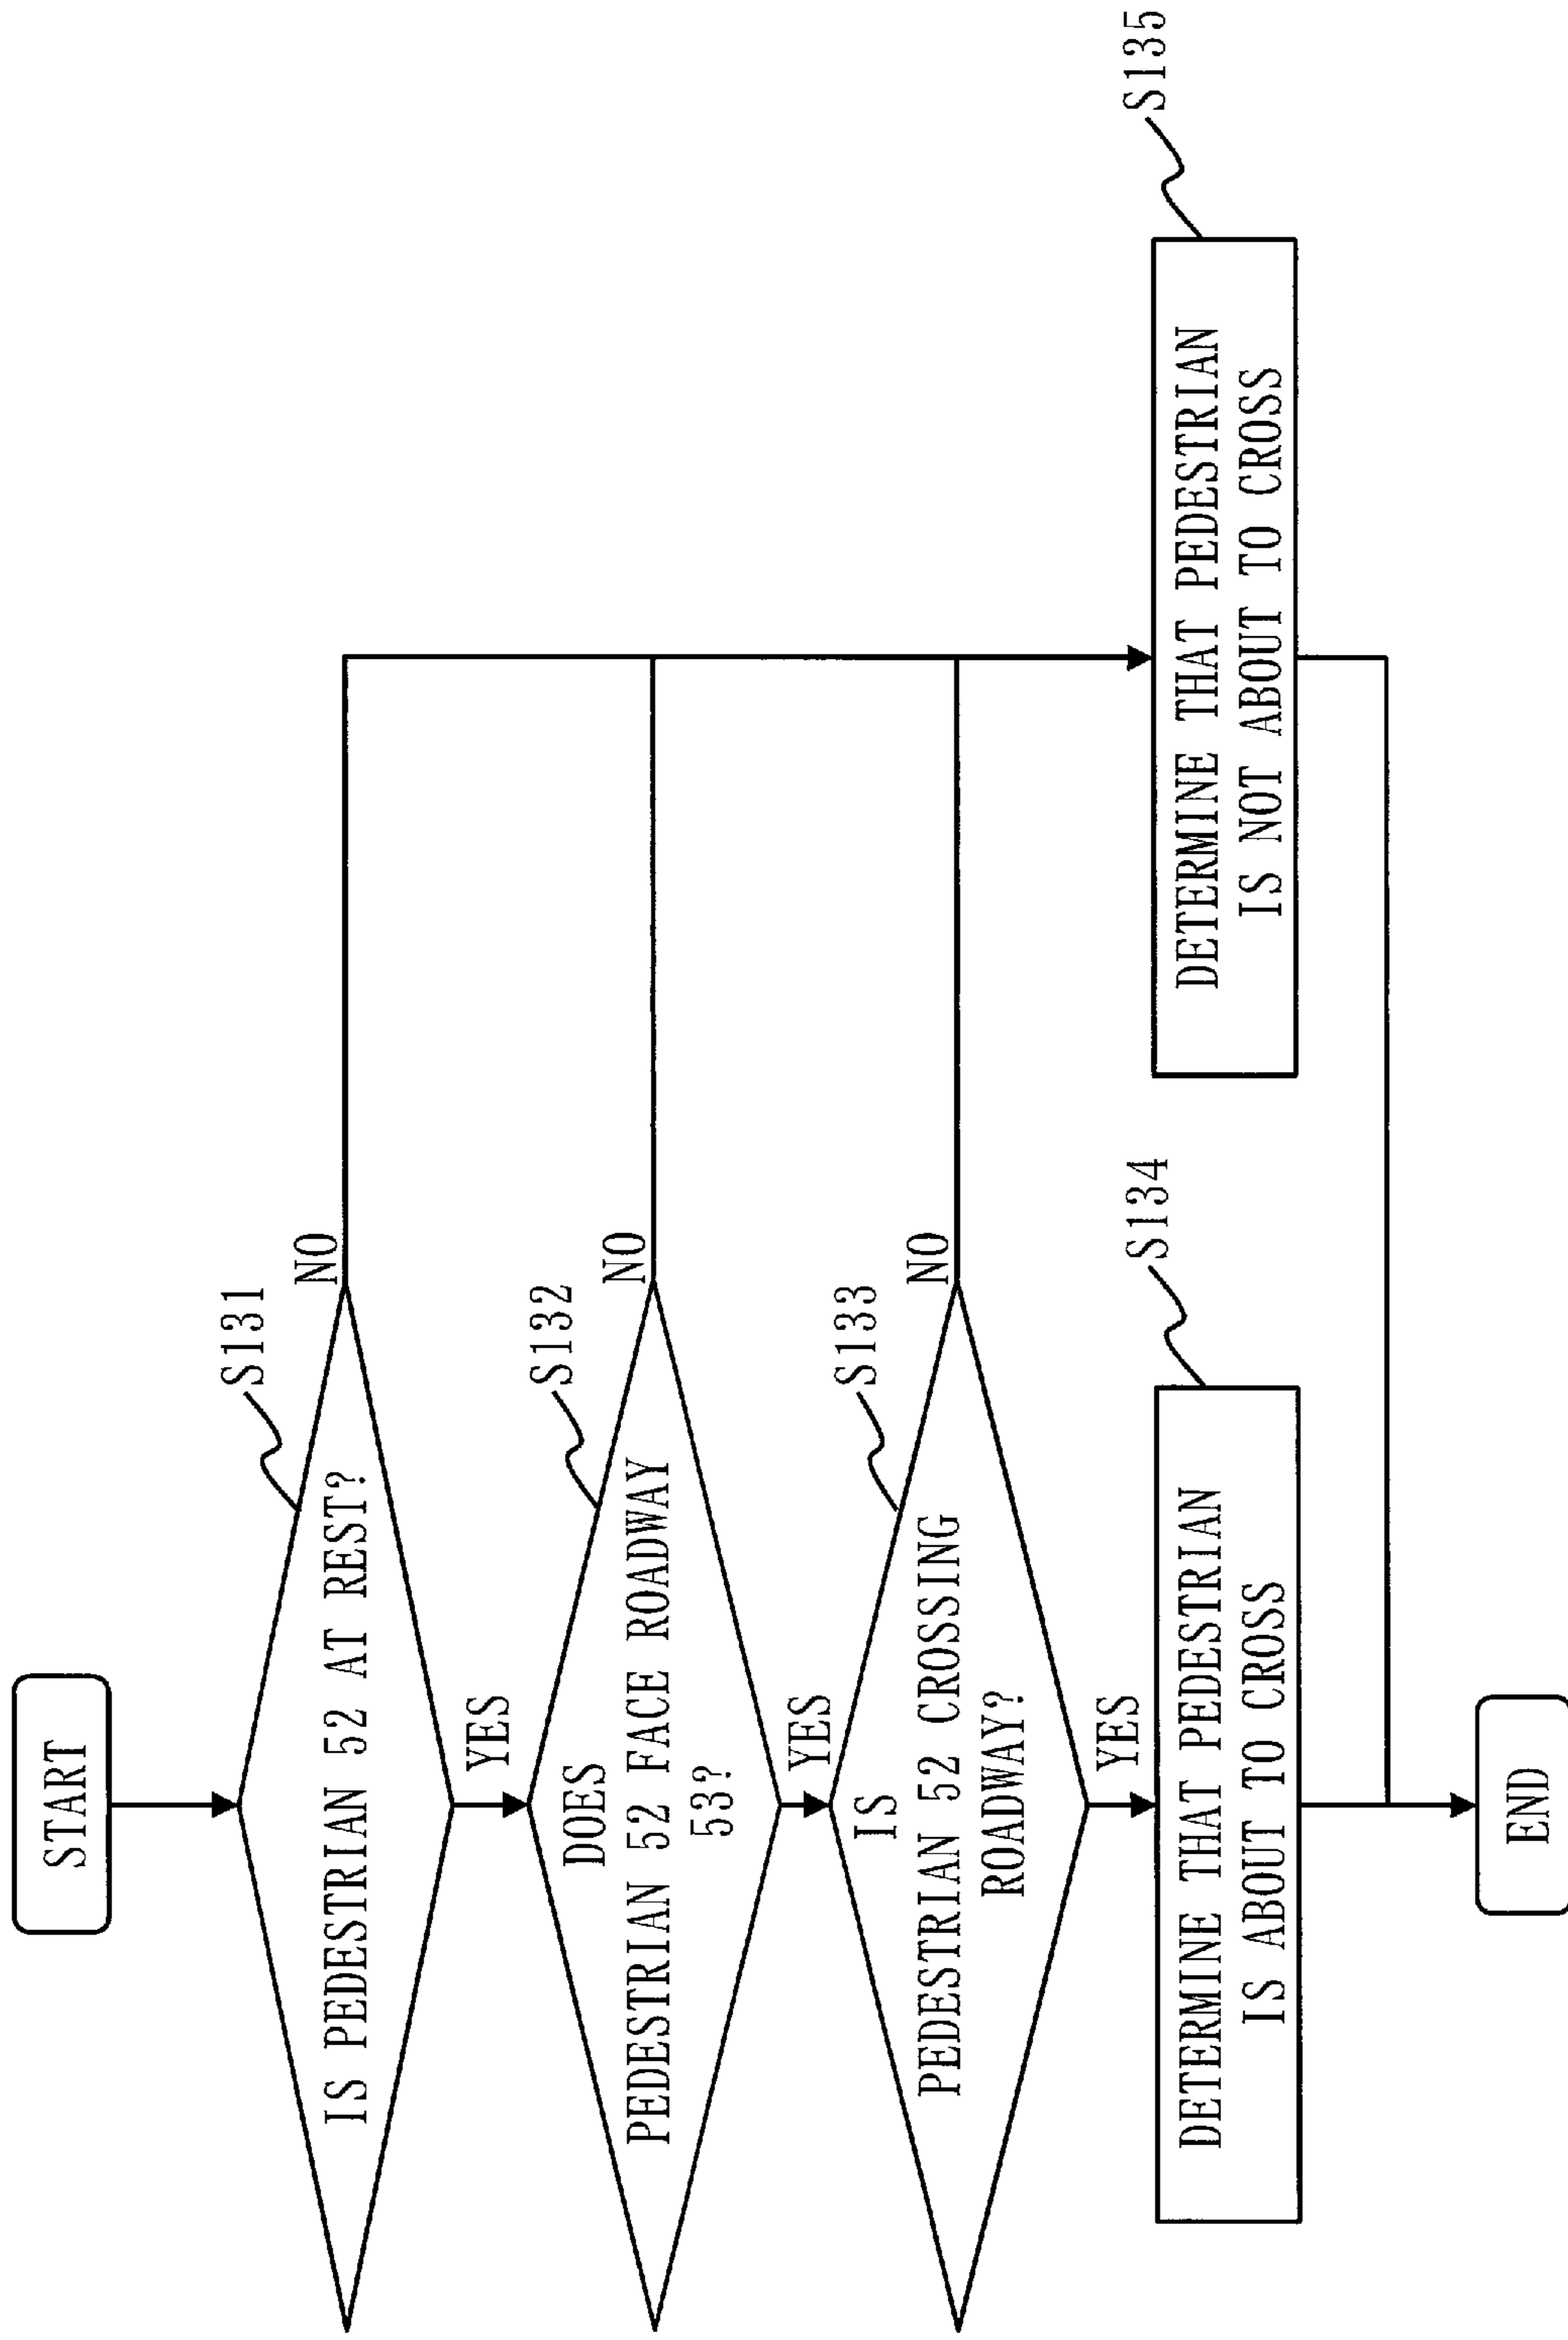 START
S131
IS PEDESTRIAN 52 AT REST?
NO
YES
S132
DOES
PEDESTRIAN 52 FACE ROADWAY
53?
NO
YES
S133
IS
PEDESTRIAN 52 CROSSING
ROADWAY?
NO
YES
S134
DETERMINE THAT PEDESTRIAN
IS ABOUT TO CROSS
S135
DETERMINE THAT PEDESTRIAN
IS NOT ABOUT TO CROSS
END